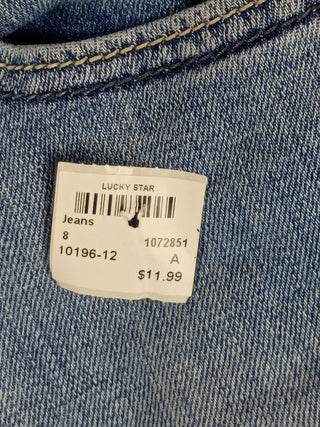 LUCKY STAR
Jeans
8 1072851
10196-12 A
$11.99